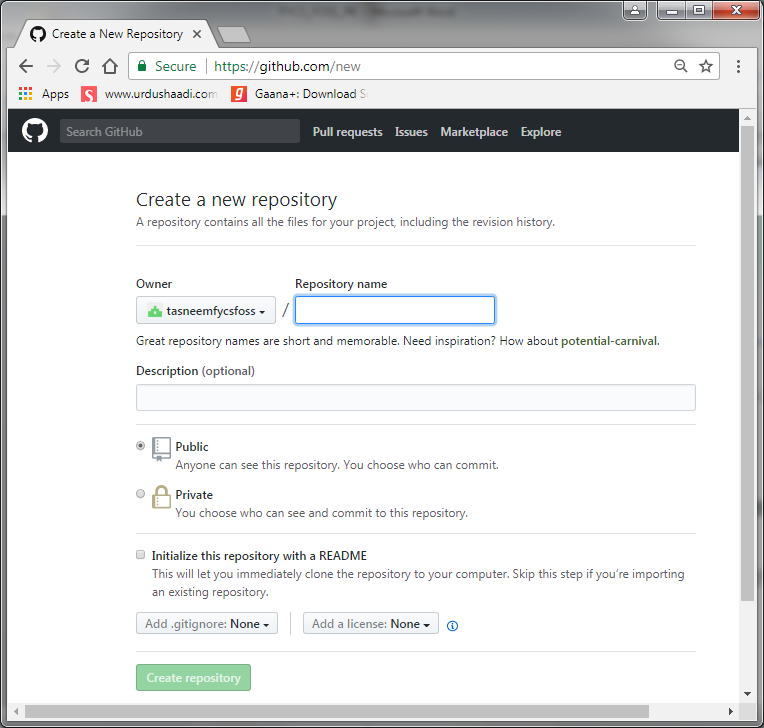 Create a New Repository
Secure
https://github.com/new
Apps
www.urdushaadi.com
Gaana+: Download S
Search GitHub
Pull requests
Issues
Marketplace
Explore
Create a new repository
A repository contains all the files for your project, including the revision history.
Owner
Repository name
tasneemfycsfoss
/
Great repository names are short and memorable. Need inspiration? How about potential-carnival.
Description (optional)
Public
Anyone can see this repository. You choose who can commit.
Private
You choose who can see and commit to this repository.
Initialize this repository with a README
This will let you immediately clone the repository to your computer. Skip this step if you're importing
an existing repository.
Add .gitignore: None
Add a license: None
Create repository